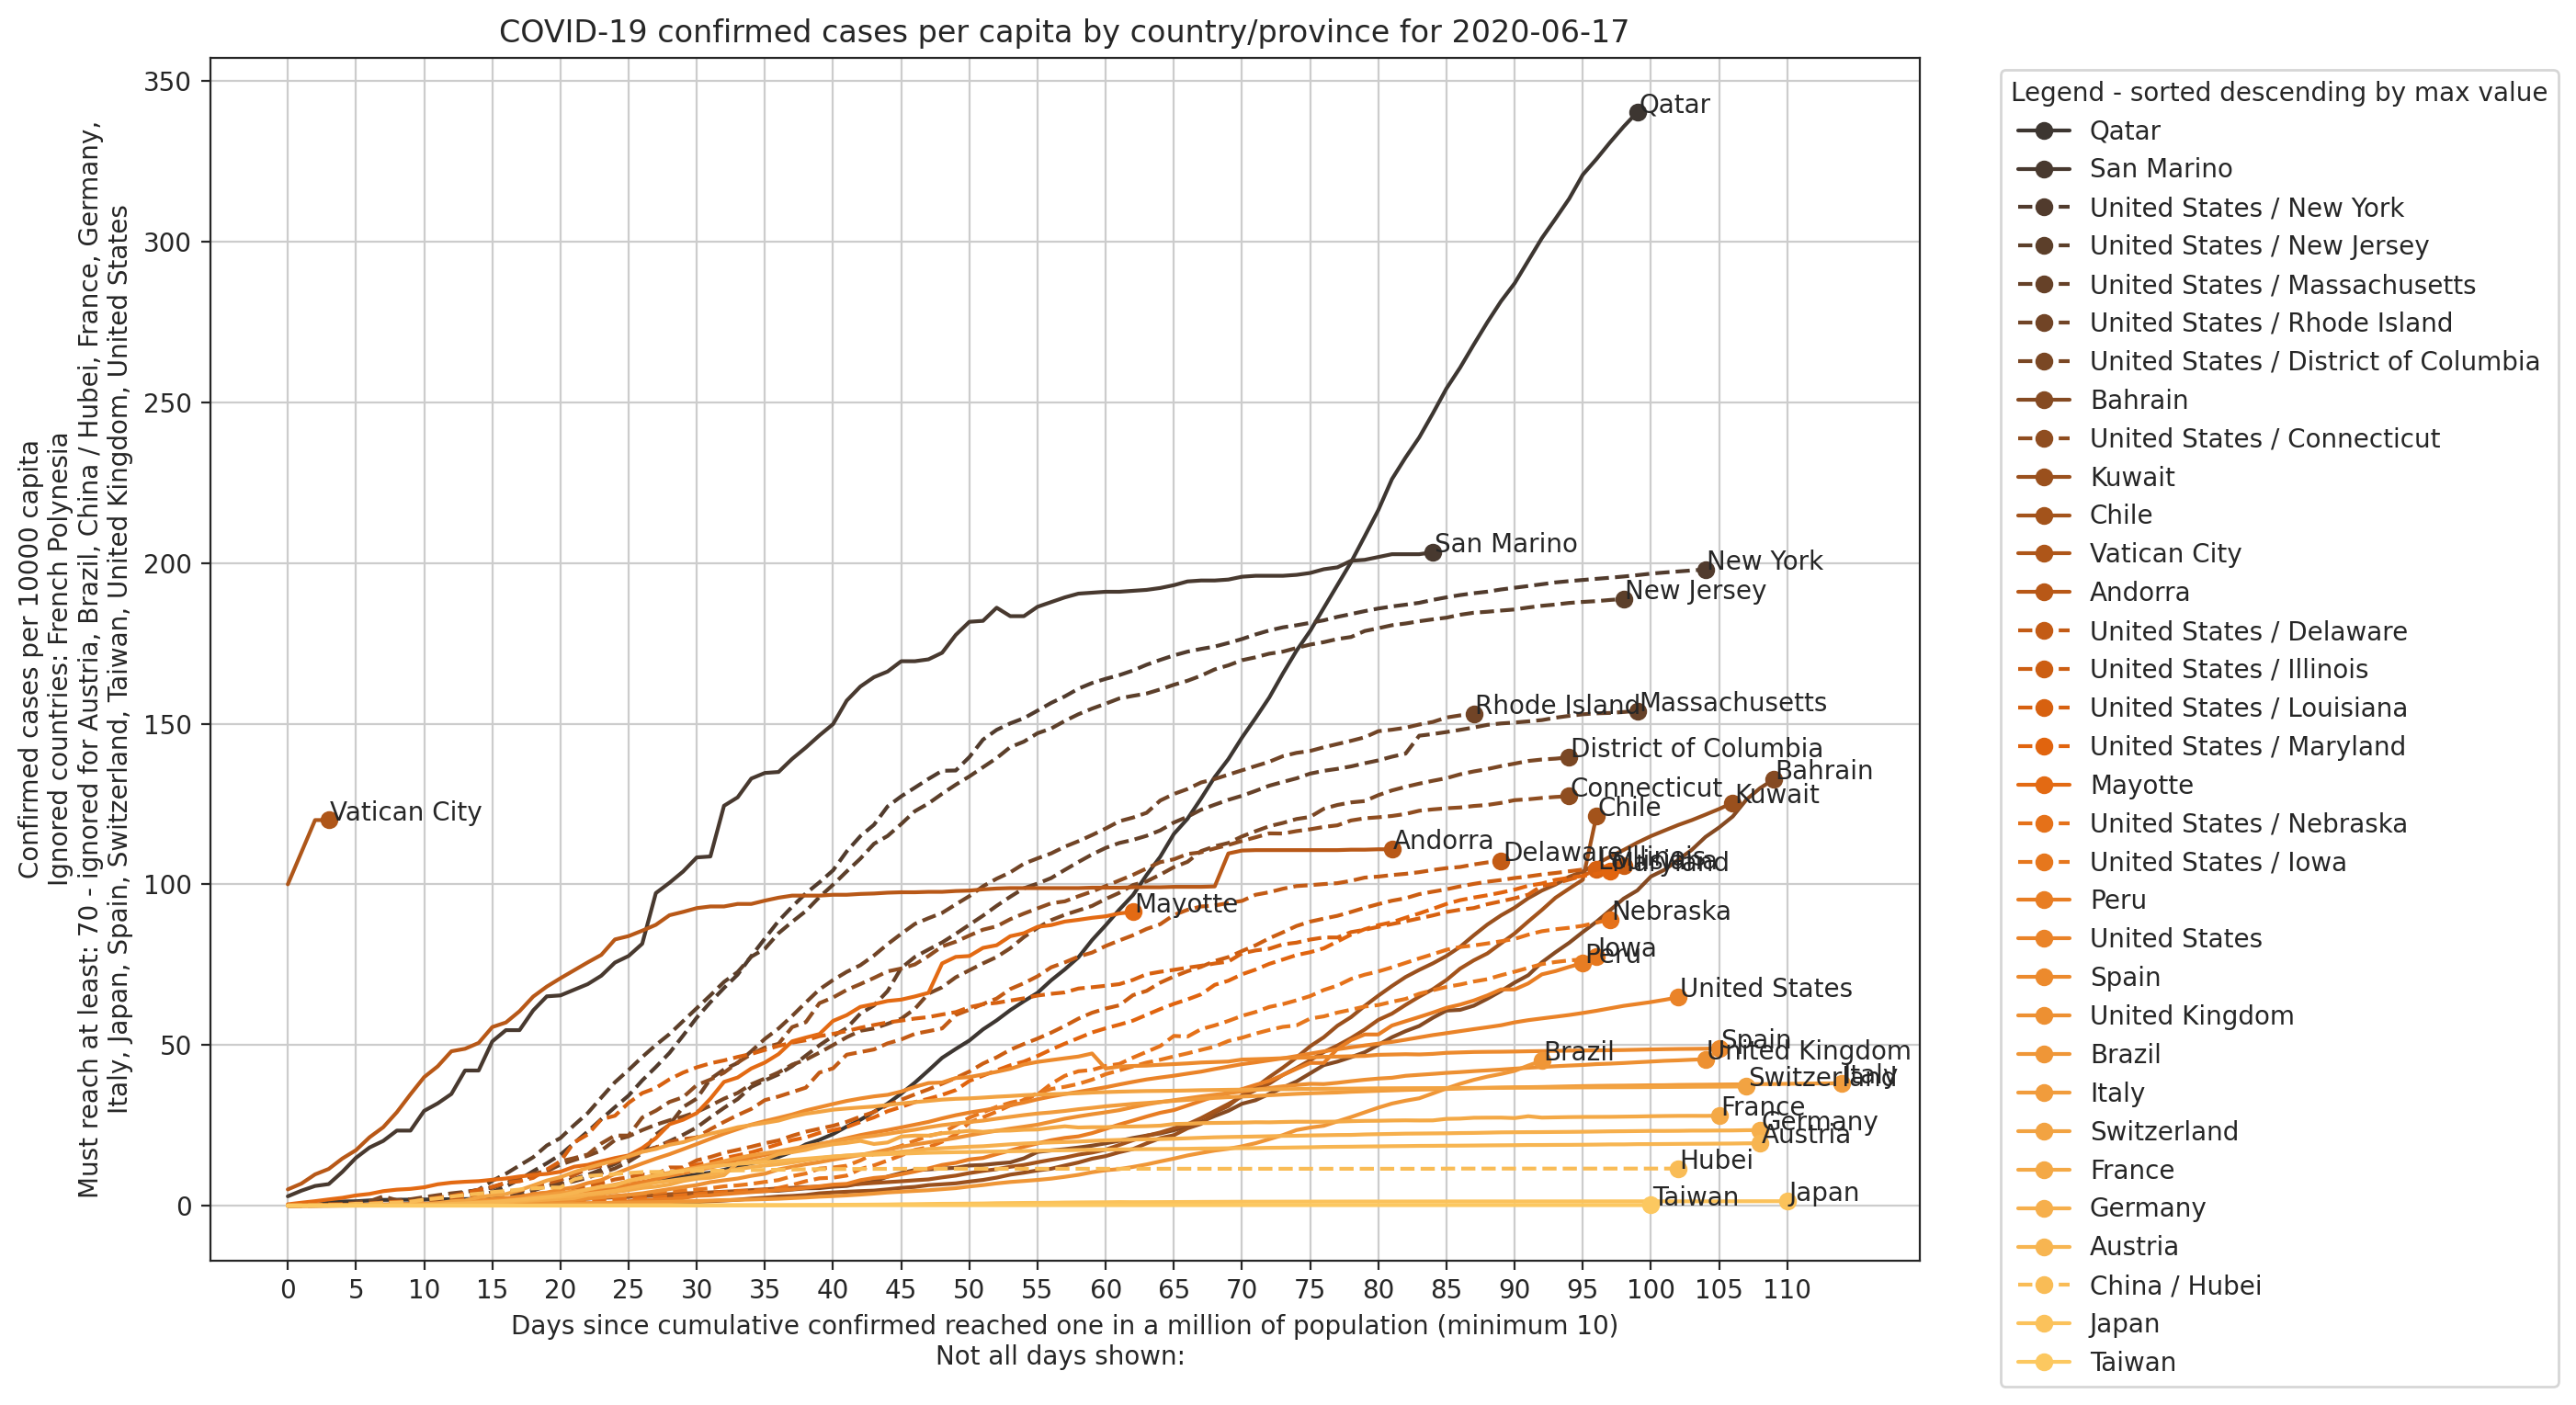 COVID-19 confirmed cases per capita by country/province for 2020-06-17
Confirmed cases per 10000 capita
Ignored countries: French Polynesia
Must reach at least: 70 - ignored for Austria, Brazil, China / Hubei, France, Germany,
Italy, Japan, Spain, Switzerland, Taiwan, United Kingdom, United States
350
300
250
200
150
100
50
0
Qatar
San Marino
New York
New Jersey
Rhode Island
Massachusetts
District of Columbia
Bahrain
Connecticut
Kuwait
Chile
Vatican City
Andorra
Delaware
Illinois
Louisiana
Maryland
Mayotte
Nebraska
Iowa
Peru
United States
Spain
United Kingdom
Brazil
Italy
Switzerland
France
Germany
Austria
Hubei
Japan
Taiwan
0 5 10 15 20 25 30 35 40 45 50 55 60 65 70 75 80 85 90 95 100 105 110
Days since cumulative confirmed reached one in a million of population (minimum 10)
Not all days shown:
Legend - sorted descending by max value
Qatar
San Marino
United States / New York
United States / New Jersey
United States / Massachusetts
United States / Rhode Island
United States / District of Columbia
Bahrain
United States / Connecticut
Kuwait
Chile
Vatican City
Andorra
United States / Delaware
United States / Illinois
United States / Louisiana
United States / Maryland
Mayotte
United States / Nebraska
United States / Iowa
Peru
United States
Spain
United Kingdom
Brazil
Italy
Switzerland
France
Germany
Austria
China / Hubei
Japan
Taiwan